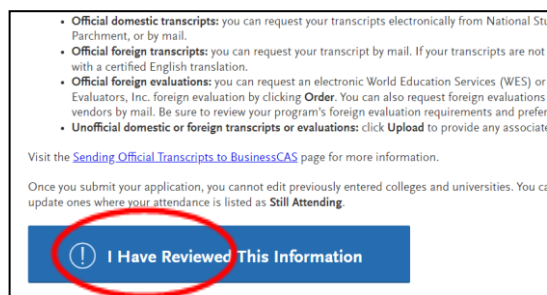 • Official domestic transcripts: you can request your transcripts electronically from National Stu
Parchment, or by mail.
• Official foreign transcripts: you can request your transcript by mail. If your transcripts are not
with a certified English translation.
• Official foreign evaluations: you can request an electronic World Education Services (WES) or
Evaluators, Inc. foreign evaluation by clicking Order. You can also request foreign evaluations
vendors by mail. Be sure to review your program's foreign evaluation requirements and prefer
• Unofficial domestic or foreign transcripts or evaluations: click Upload to provide any associate
Visit the Sending Official Transcripts to BusinessCAS page for more information.
Once you submit your application, you cannot edit previously entered colleges and universities. You ca
update ones where your attendance is listed as Still Attending.
I Have Reviewed This Information